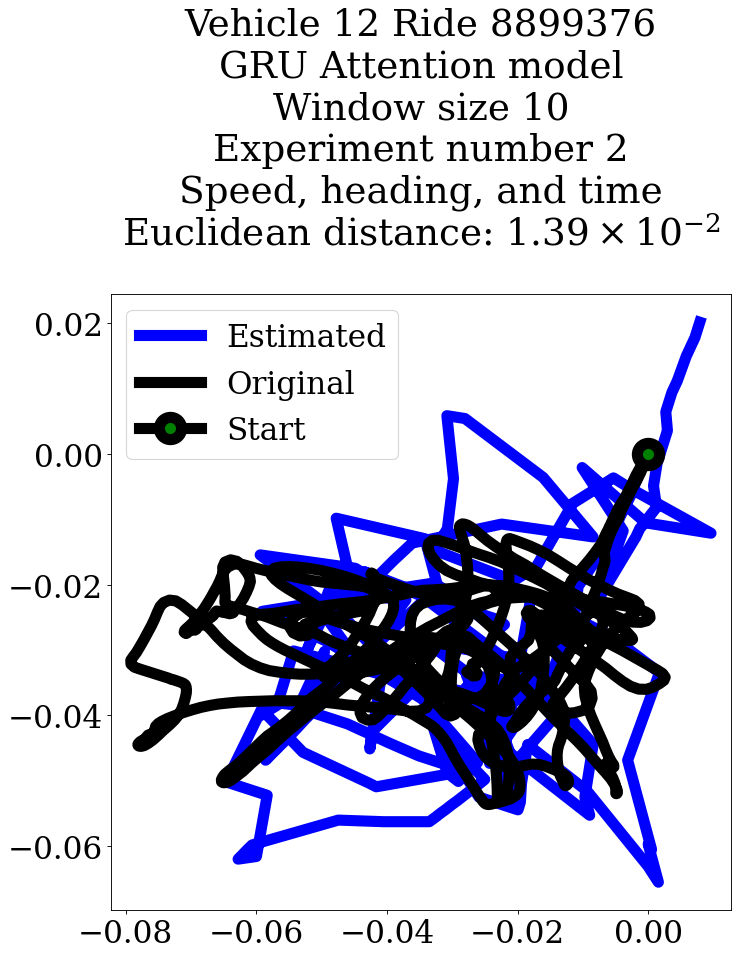 Vehicle 12 Ride 8899376
GRU Attention model
Window size 10
Experiment number 2
Speed, heading, and time
Euclidean distance: 1.39 × 10⁻²
Estimated
Original
Start
0.02
0.00
−0.02
−0.04
−0.06
−0.08 −0.06 −0.04 −0.02 0.00